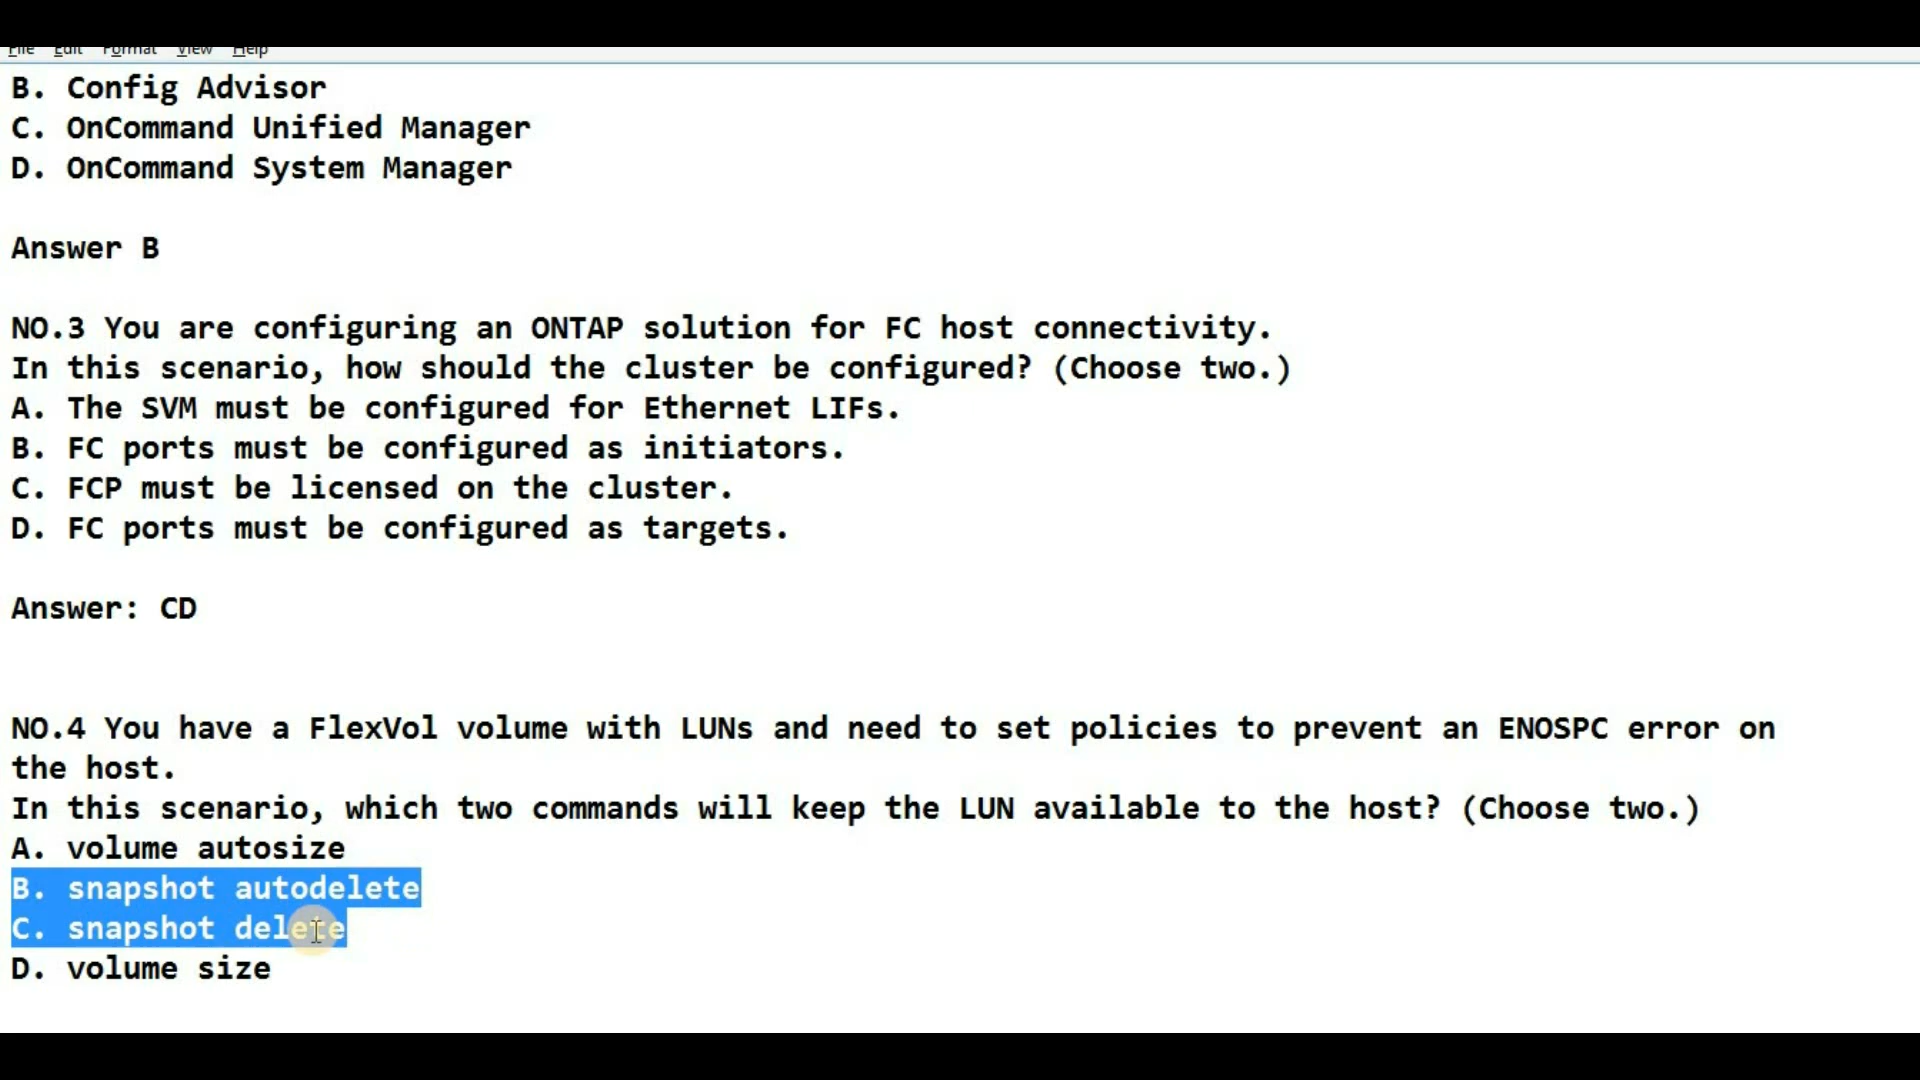 File Edit Format View Help
B. Config Advisor
C. OnCommand Unified Manager
D. OnCommand System Manager
Answer B
NO.3 You are configuring an ONTAP solution for FC host connectivity.
In this scenario, how should the cluster be configured? (Choose two.)
A. The SVM must be configured for Ethernet LIFs.
B. FC ports must be configured as initiators.
C. FCP must be licensed on the cluster.
D. FC ports must be configured as targets.
Answer: CD
NO.4 You have a FlexVol volume with LUNs and need to set policies to prevent an ENOSPC error on
the host.
In this scenario, which two commands will keep the LUN available to the host? (Choose two.)
A. volume autosize
B. snapshot autodelete
C. snapshot delete
D. volume size